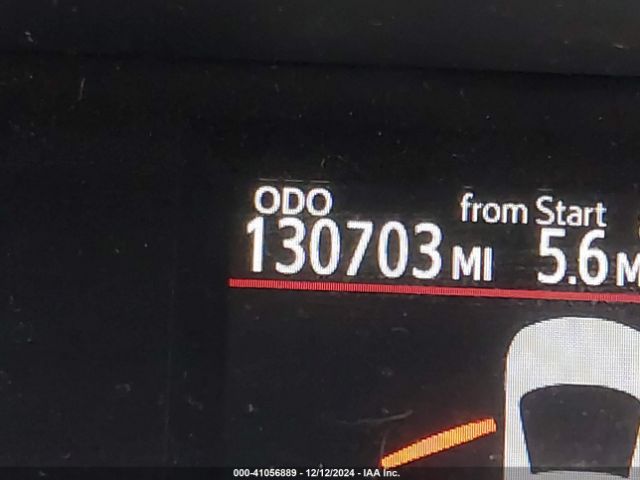 ODO from Start
130703 MI 5.6 M
000-41056889 - 12/12/2024 - IAA Inc.